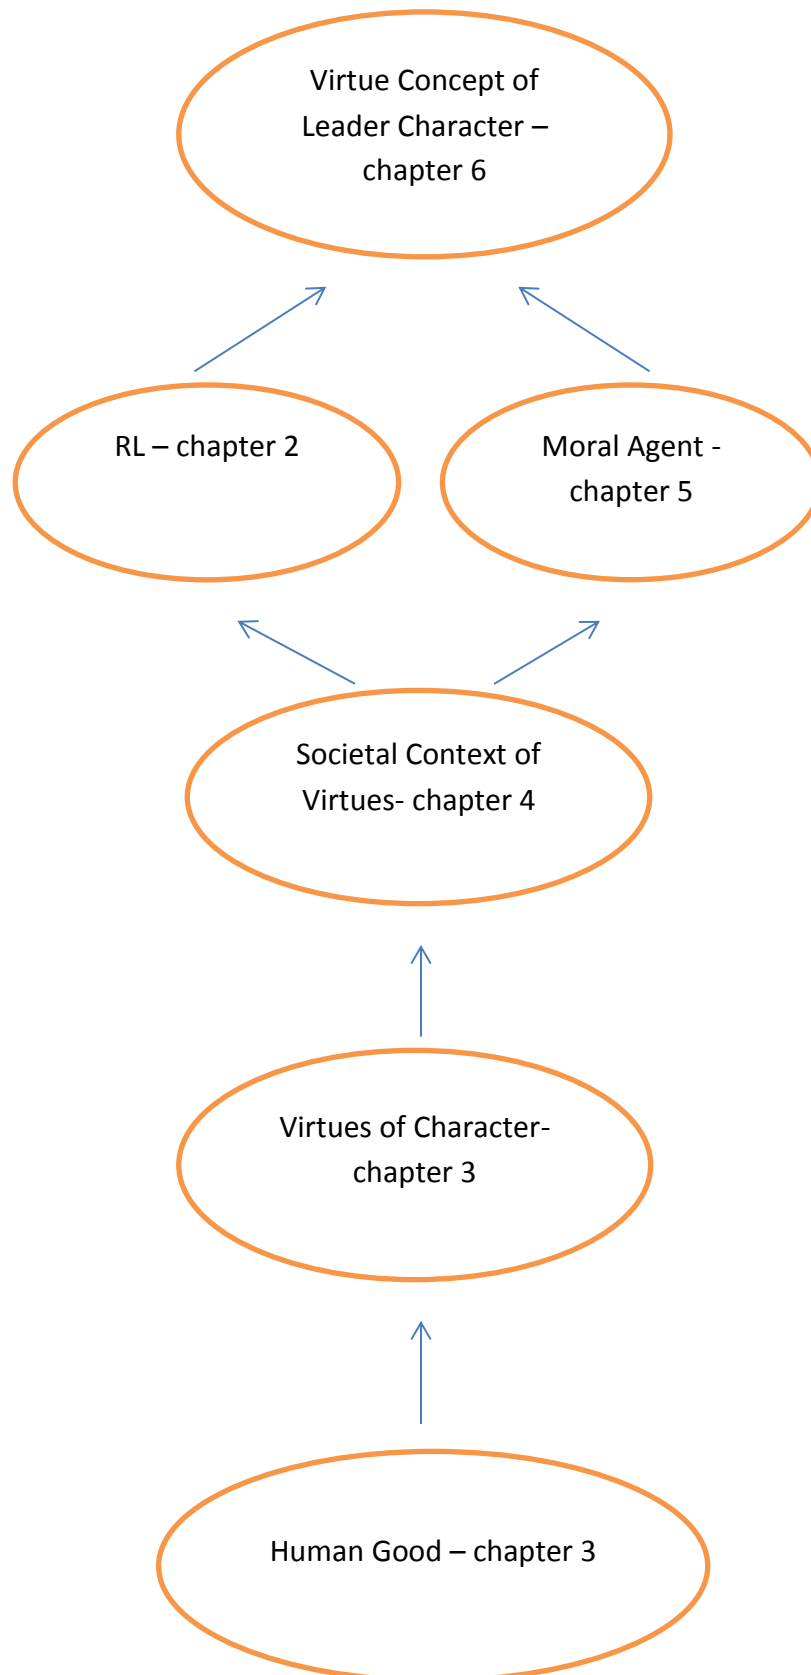 Virtue Concept of
Leader Character –
chapter 6
RL – chapter 2
Moral Agent -
chapter 5
Societal Context of
Virtues- chapter 4
Virtues of Character-
chapter 3
Human Good – chapter 3